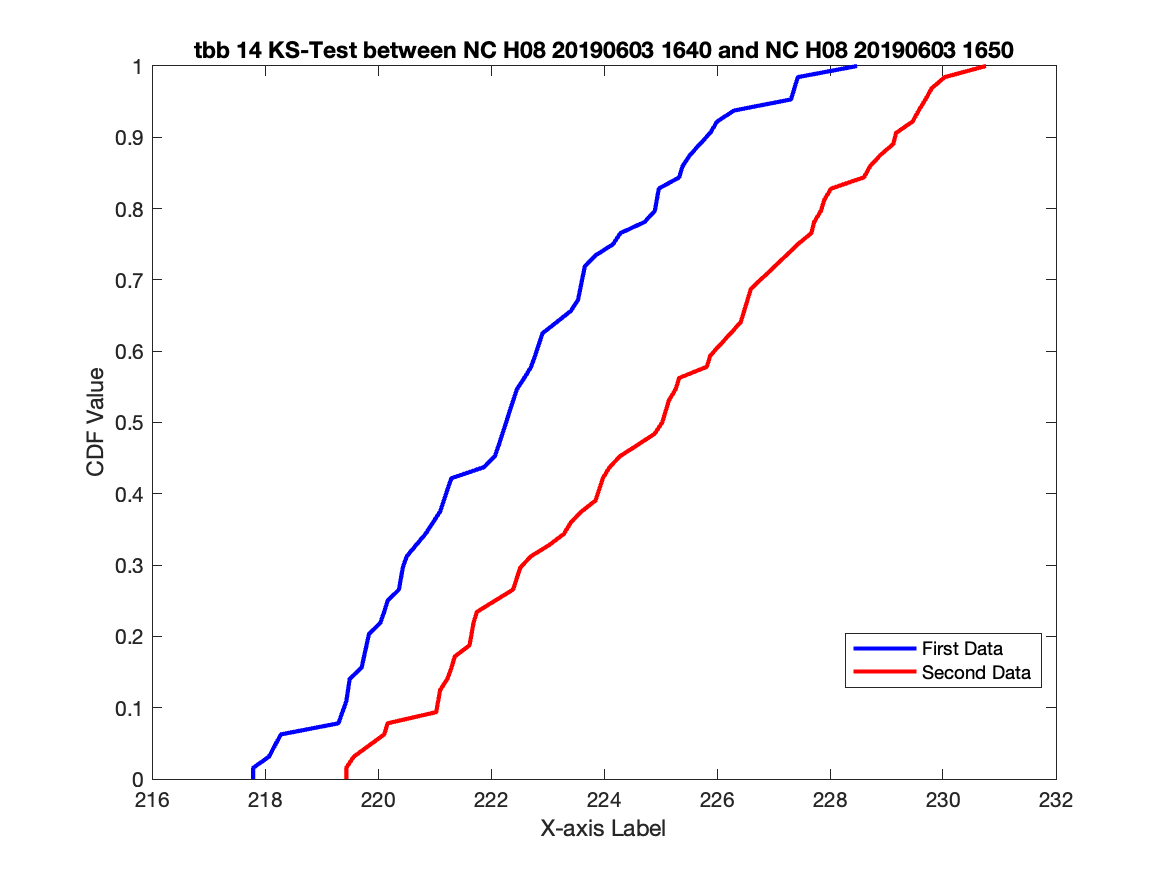 tbb 14 KS-Test between NC H08 20190603 1640 and NC H08 20190603 1650
1
0.9
0.8
0.7
0.6
0.5
0.4
0.3
0.2
0.1
0
CDF Value
First Data
Second Data
216 218 220 222 224 226 228 230 232
X-axis Label